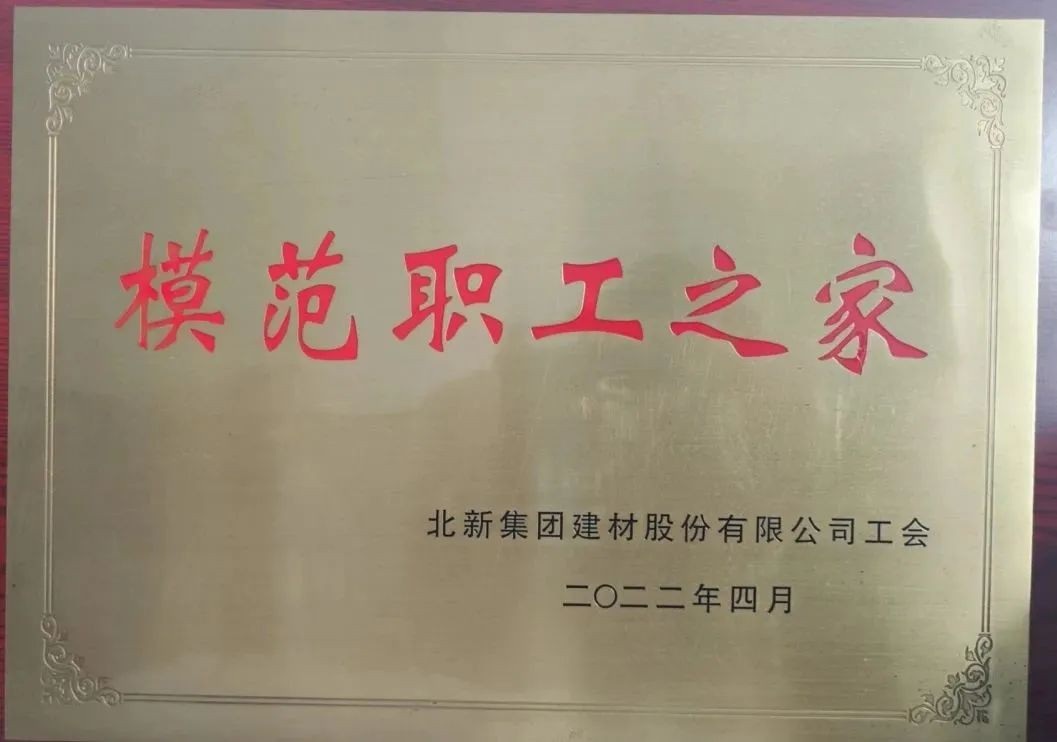 模范职工之家
北新集团建材股份有限公司工会
二〇二二年四月